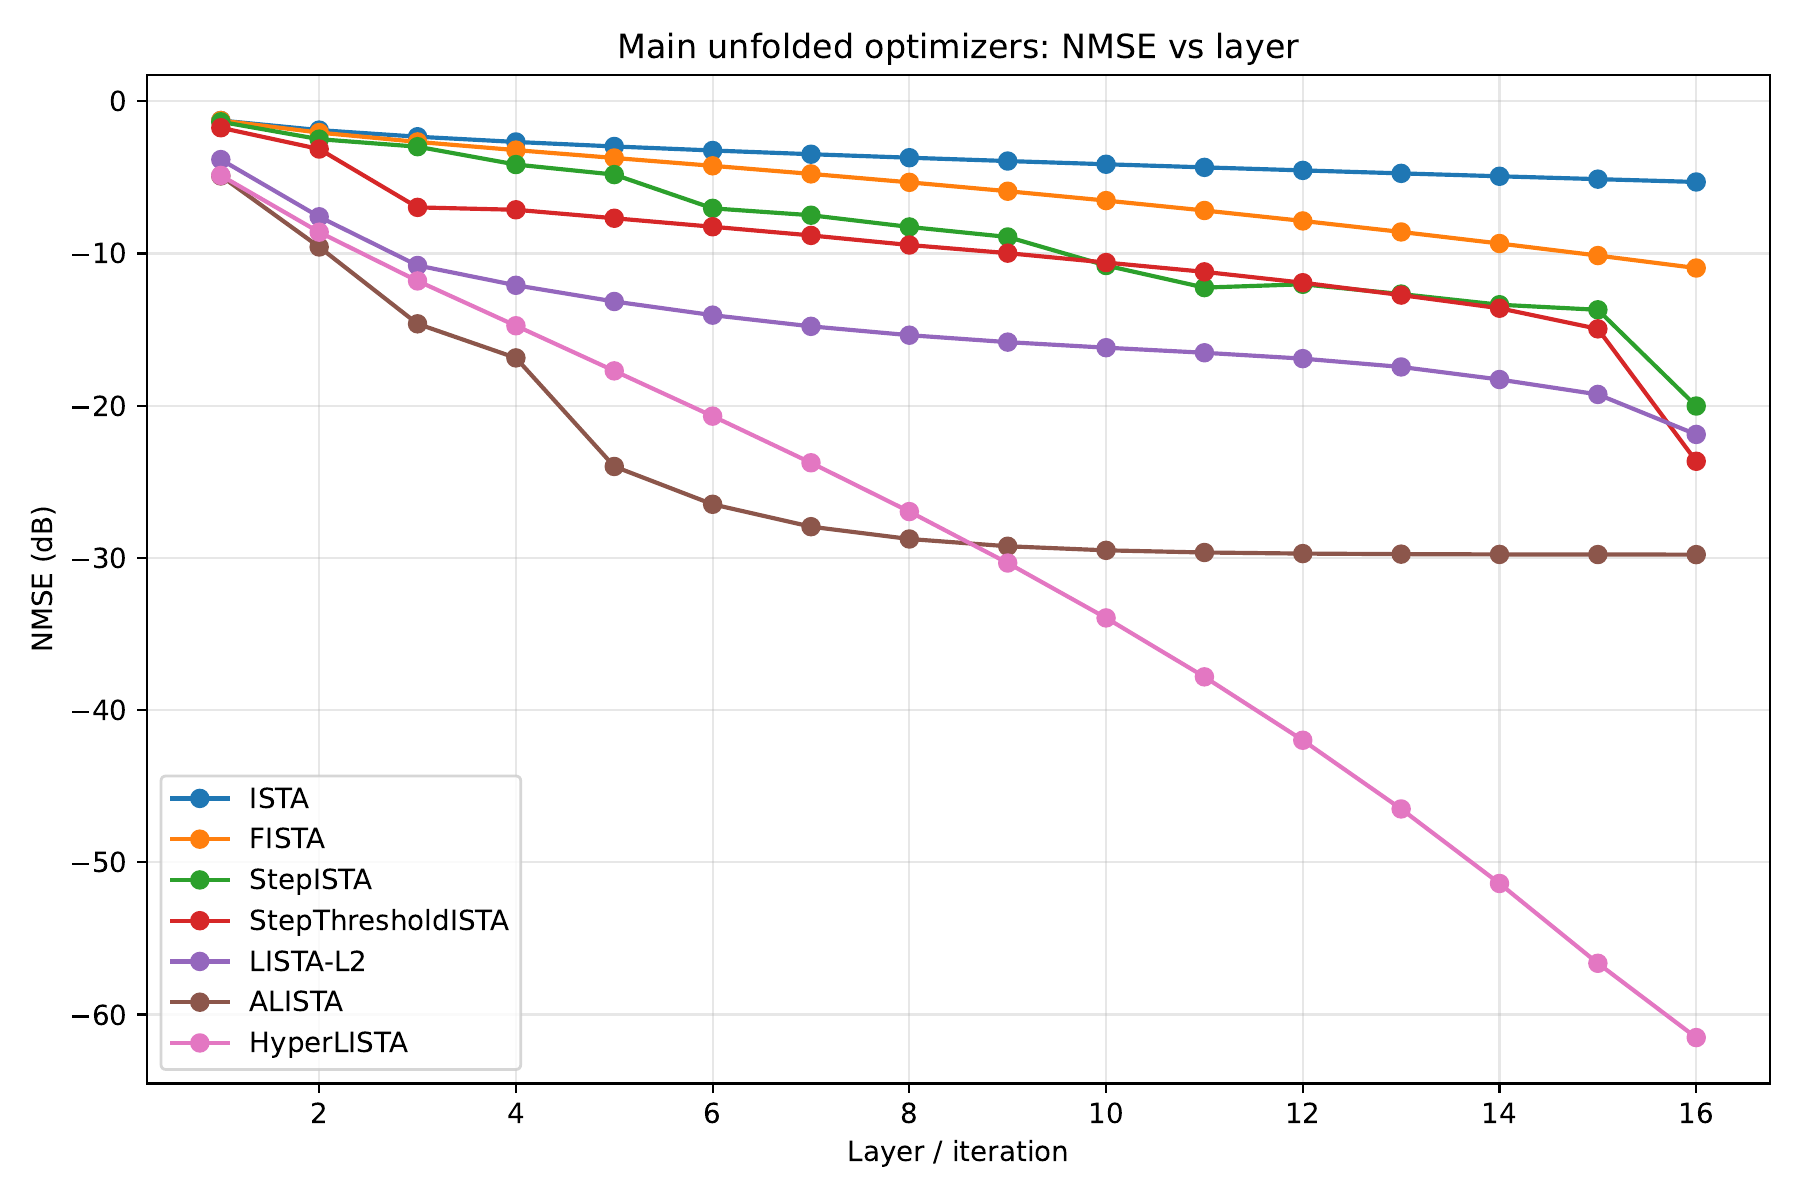 Main unfolded optimizers: NMSE vs layer
0
−10
−20
−30
−40
−50
−60
NMSE (dB)
ISTA
FISTA
StepISTA
StepThresholdISTA
LISTA-L2
ALISTA
HyperLISTA
2 4 6 8 10 12 14 16
Layer / iteration